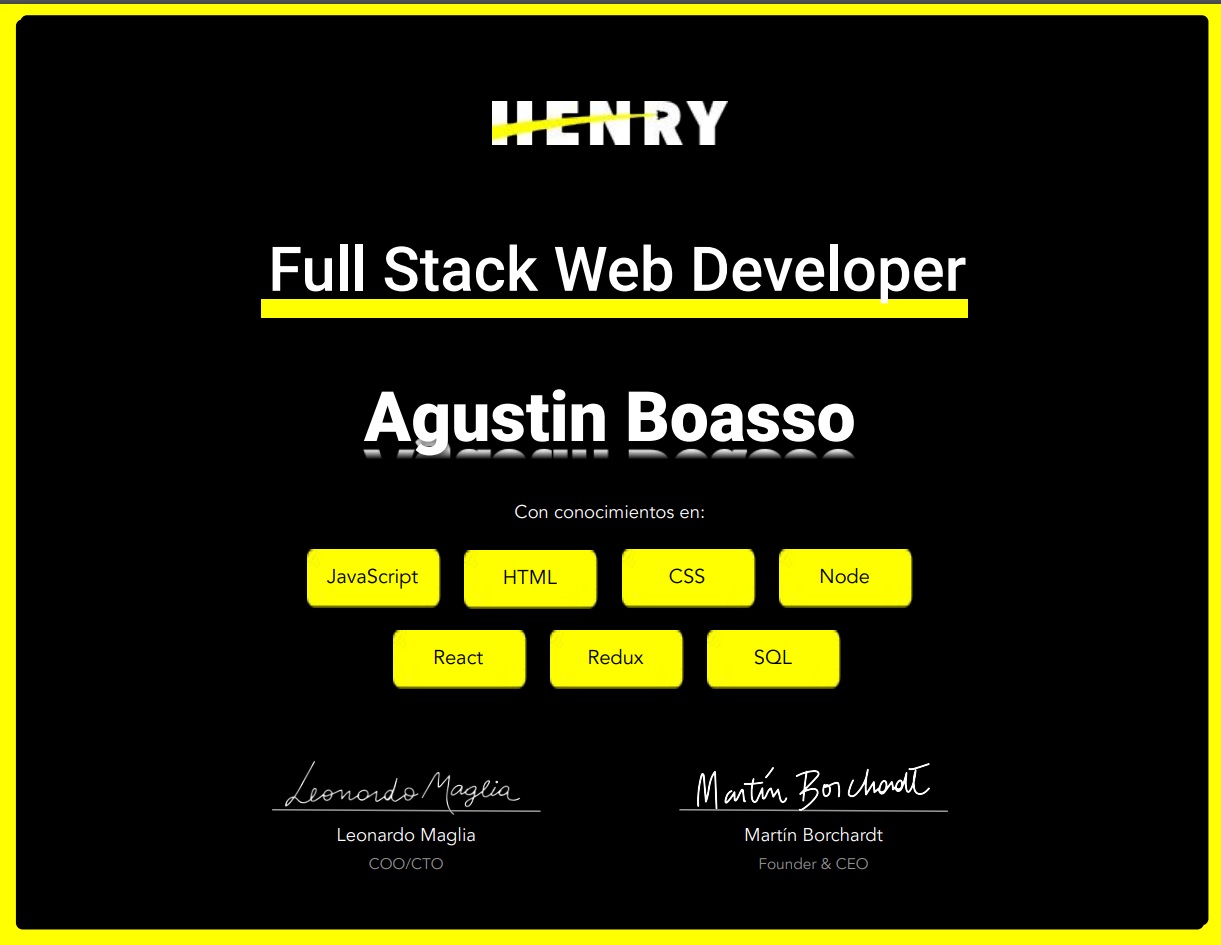 HENRY
Full Stack Web Developer
Agustin Boasso
Con conocimientos en:
JavaScript HTML CSS Node
React Redux SQL
Leonardo Maglia Martín Borchardt
Leonardo Maglia Martín Borchardt
COO/CTO Founder & CEO